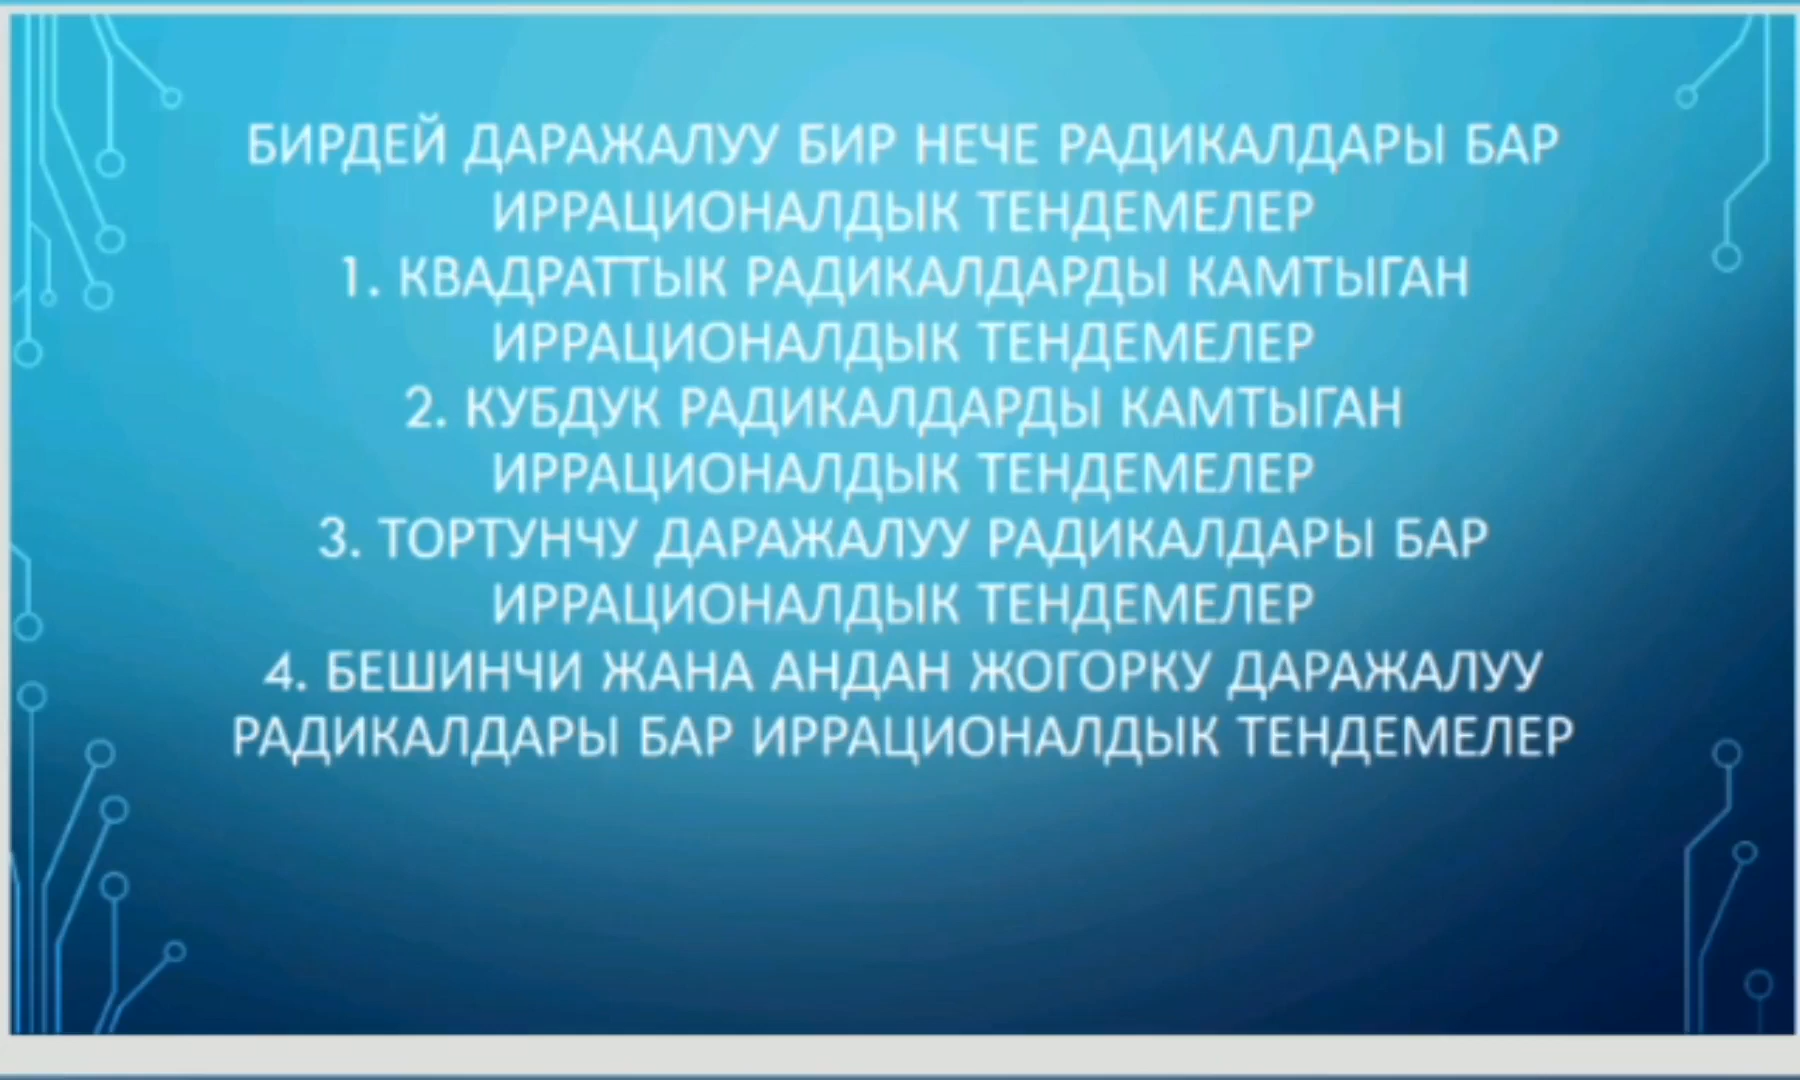 БИРДЕЙ ДАРАЖАЛУУ БИР НЕЧЕ РАДИКАЛДАРЫ БАР
ИРРАЦИОНАЛДЫК ТЕНДЕМЕЛЕР
1. КВАДРАТТЫК РАДИКАЛДАРДЫ КАМТЫГАН
ИРРАЦИОНАЛДЫК ТЕНДЕМЕЛЕР
2. КУБДУК РАДИКАЛДАРДЫ КАМТЫГАН
ИРРАЦИОНАЛДЫК ТЕНДЕМЕЛЕР
3. ТОРТУНЧУ ДАРАЖАЛУУ РАДИКАЛДАРЫ БАР
ИРРАЦИОНАЛДЫК ТЕНДЕМЕЛЕР
4. БЕШИНЧИ ЖАНА АНДАН ЖОГОРКУ ДАРАЖАЛУУ
РАДИКАЛДАРЫ БАР ИРРАЦИОНАЛДЫК ТЕНДЕМЕЛЕР